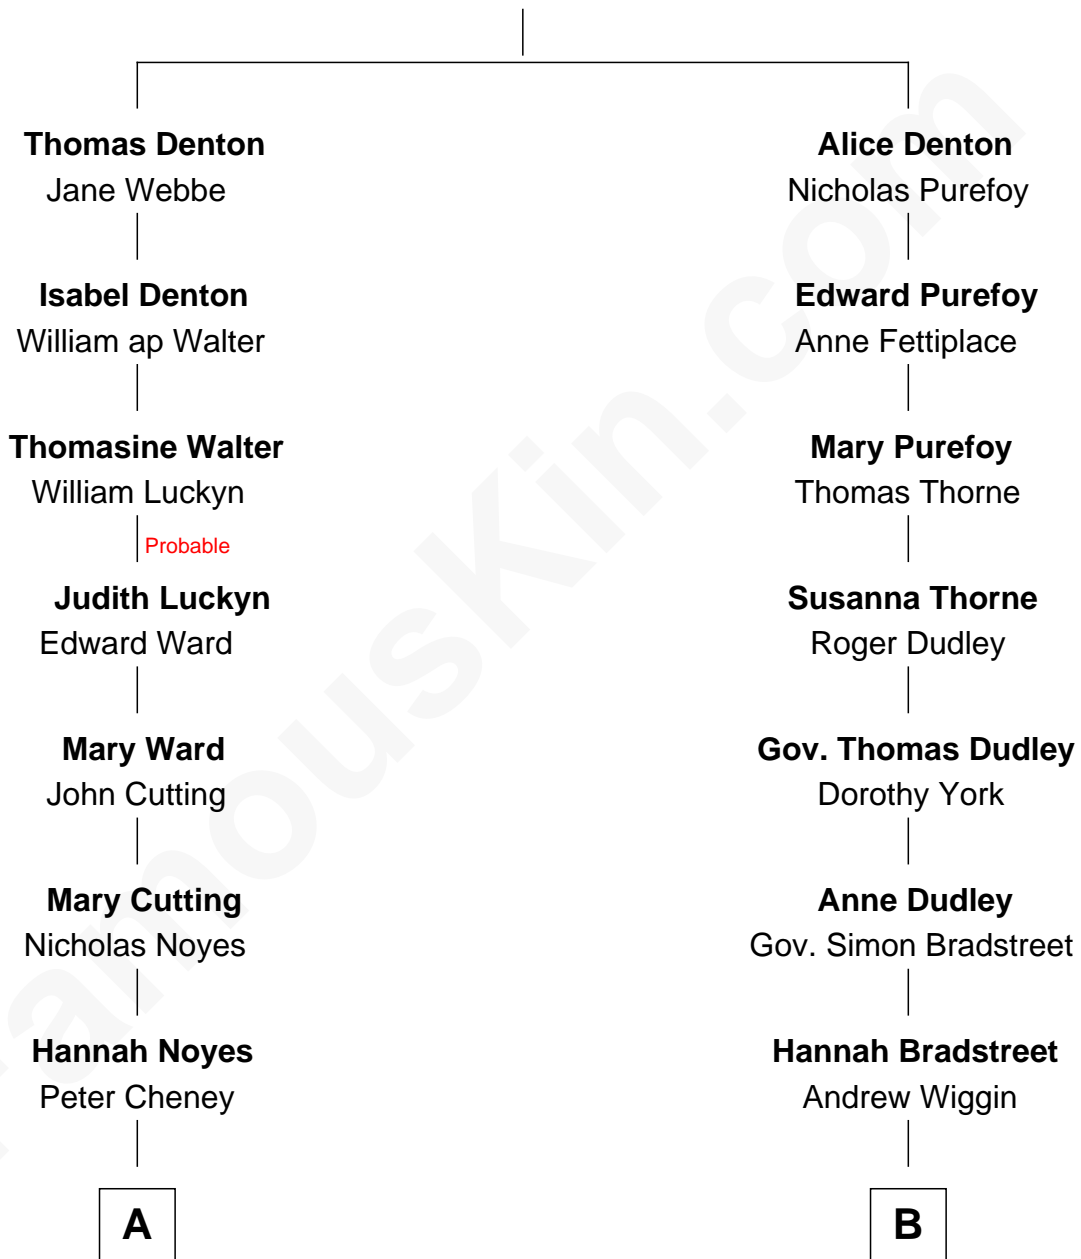 Thomas Denton
Jane Webbe
Isabel Denton
William ap Walter
Thomasine Walter
William Luckyn
Probable
Judith Luckyn
Edward Ward
Mary Ward
John Cutting
Mary Cutting
Nicholas Noyes
Hannah Noyes
Peter Cheney
A
Alice Denton
Nicholas Purefoy
Edward Purefoy
Anne Fettiplace
Mary Purefoy
Thomas Thorne
Susanna Thorne
Roger Dudley
Gov. Thomas Dudley
Dorothy York
Anne Dudley
Gov. Simon Bradstreet
Hannah Bradstreet
Andrew Wiggin
B
FamousKin.com